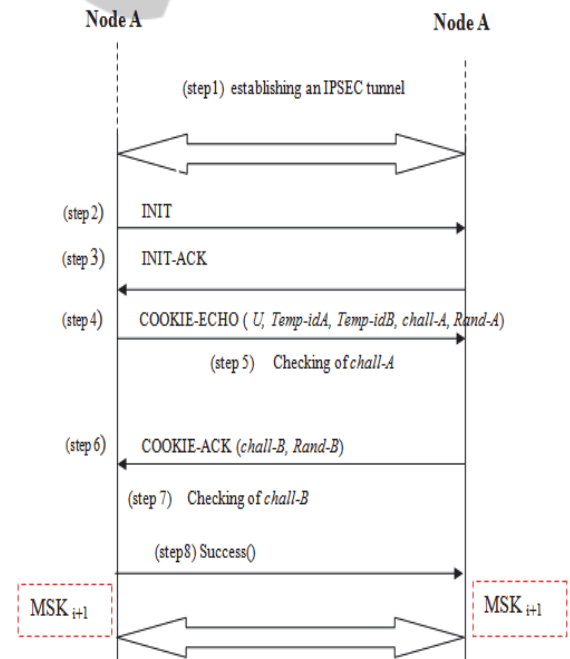 Node A
Node A
(step1) establishing an IPSEC tunnel
(step 2) INIT
(step 3) INIT-ACK
(step 4) COOKIE-ECHO ( U, Temp-idA, Temp-idB, chall-A, Rand-A)
(step 5) Checking of chall-A
(step 6) COOKIE-ACK (chall-B, Rand-B)
(step 7) Checking of chall-B
(step8) Success()
MSK i+1
MSK i+1